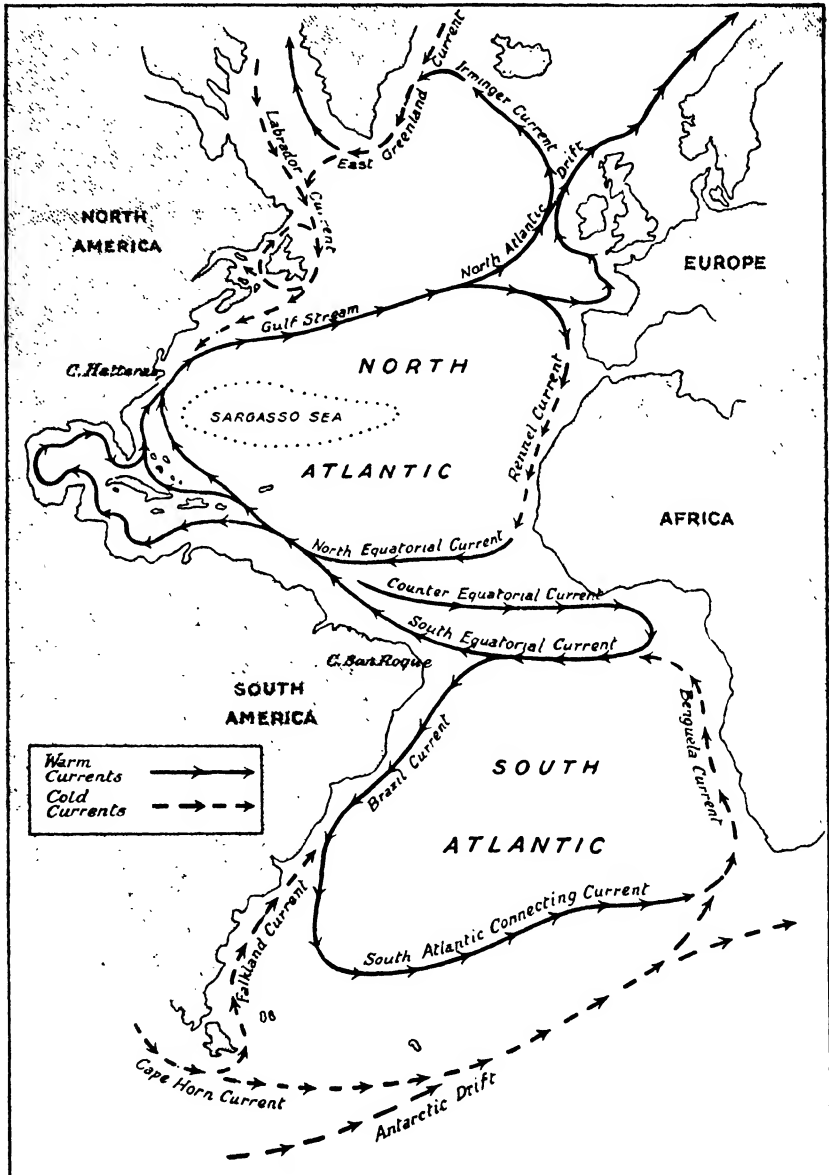 East Greenland Current
Irminger Current
Labrador Current
North Atlantic Drift
NORTH
AMERICA
EUROPE
Gulf Stream
C. Hatteras
NORTH
ATLANTIC
SARGASSO SEA
Rennel Current
AFRICA
North Equatorial Current
Counter Equatorial Current
South Equatorial Current
C. San Roque
SOUTH
AMERICA
Benguela Current
Brazil Current
SOUTH
ATLANTIC
Warm
Currents
Cold
Currents
Falkland Current
South Atlantic Connecting Current
Cape Horn Current
Antarctic Drift